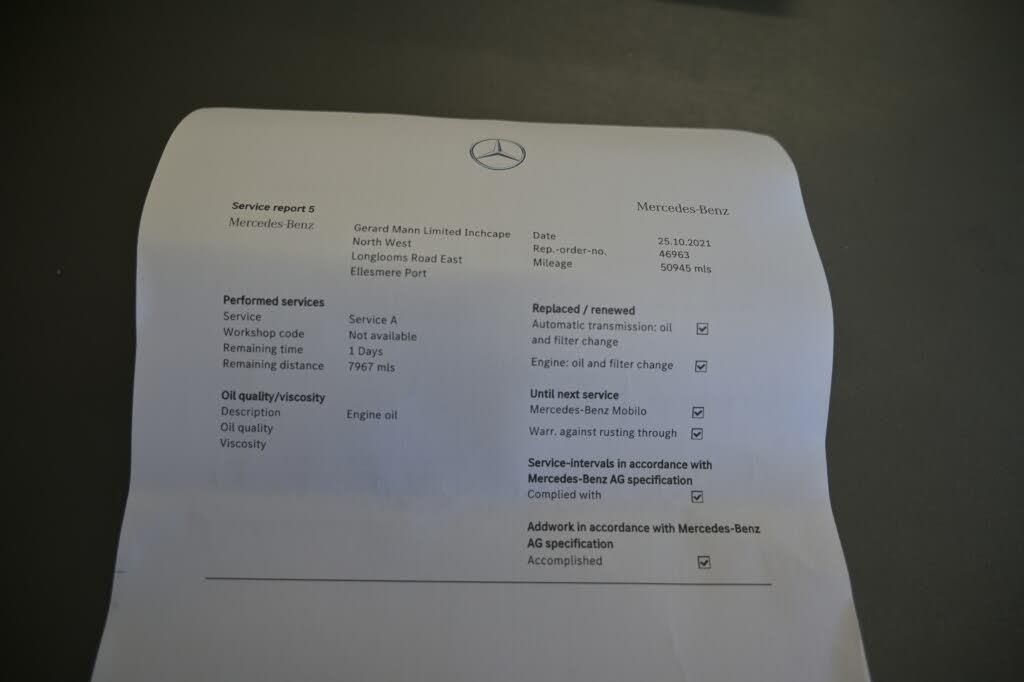 Service report 5
Mercedes-Benz
Mercedes-Benz
Gerard Mann Limited Inchcape
North West
Longlooms Road East
Ellesmere Port
Date 25.10.2021
Rep.-order-no. 46963
Mileage 50945 mls
Performed services
Service Service A
Workshop code Not available
Remaining time 1 Days
Remaining distance 7967 mls
Oil quality/viscosity
Description Engine oil
Oil quality
Viscosity
Replaced / renewed
Automatic transmission: oil
and filter change
Engine: oil and filter change
Until next service
Mercedes-Benz Mobilo
Warr. against rusting through
Service-intervals in accordance with
Mercedes-Benz AG specification
Complied with
Addwork in accordance with Mercedes-Benz
AG specification
Accomplished